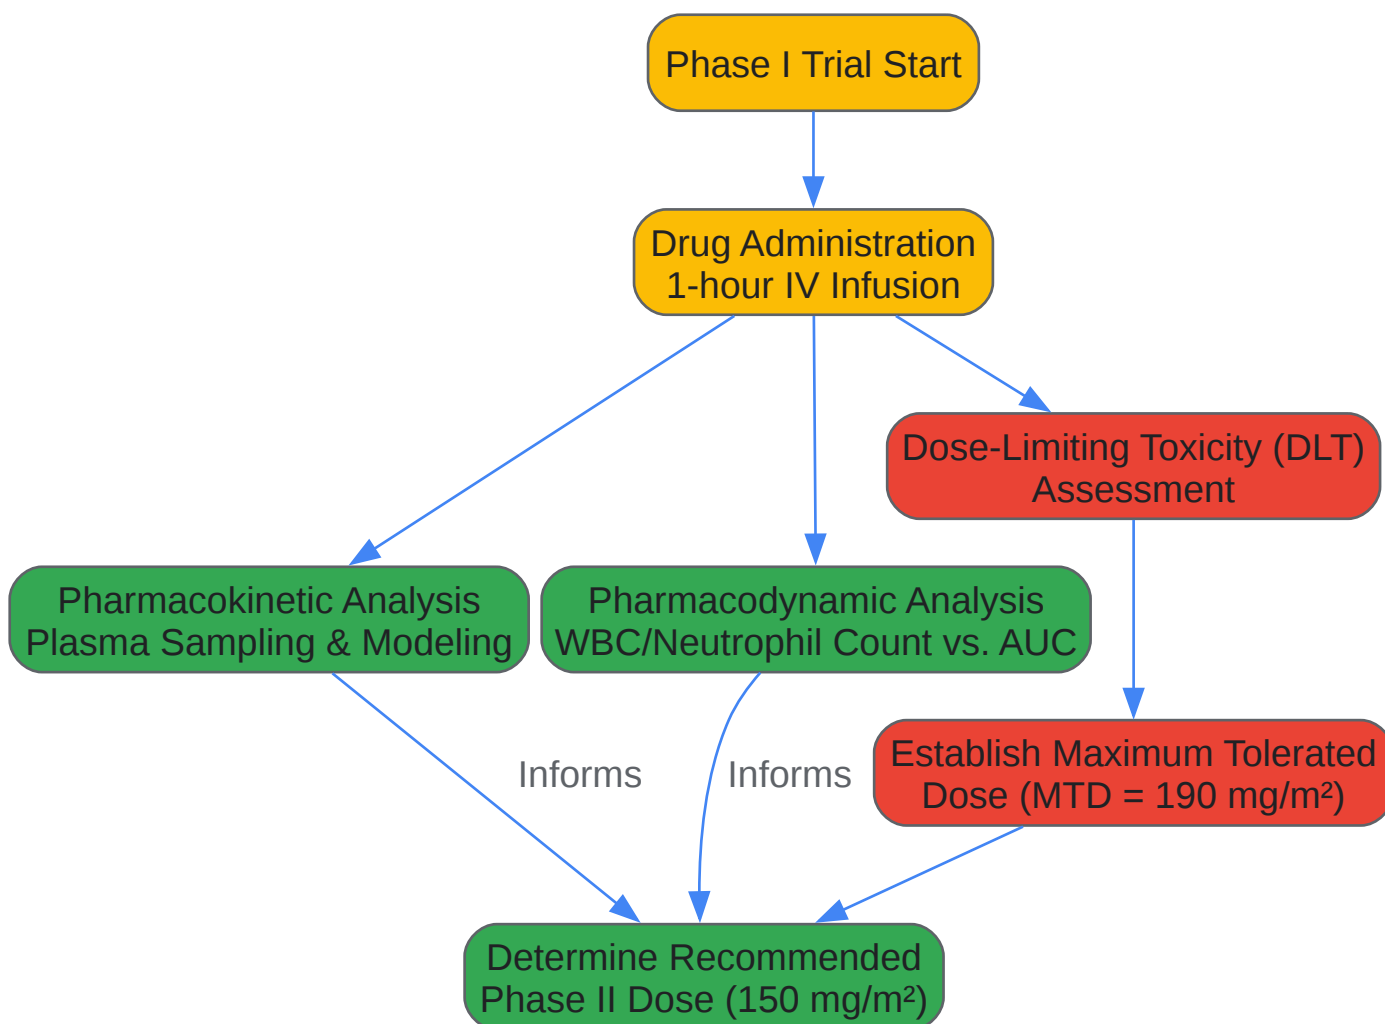 Phase I Trial Start
Drug Administration
1-hour IV Infusion
Dose-Limiting Toxicity (DLT)
Assessment
Pharmacokinetic Analysis
Plasma Sampling & Modeling
Pharmacodynamic Analysis
WBC/Neutrophil Count vs. AUC
Informs
Informs
Establish Maximum Tolerated
Dose (MTD = 190 mg/m²)
Determine Recommended
Phase II Dose (150 mg/m²)